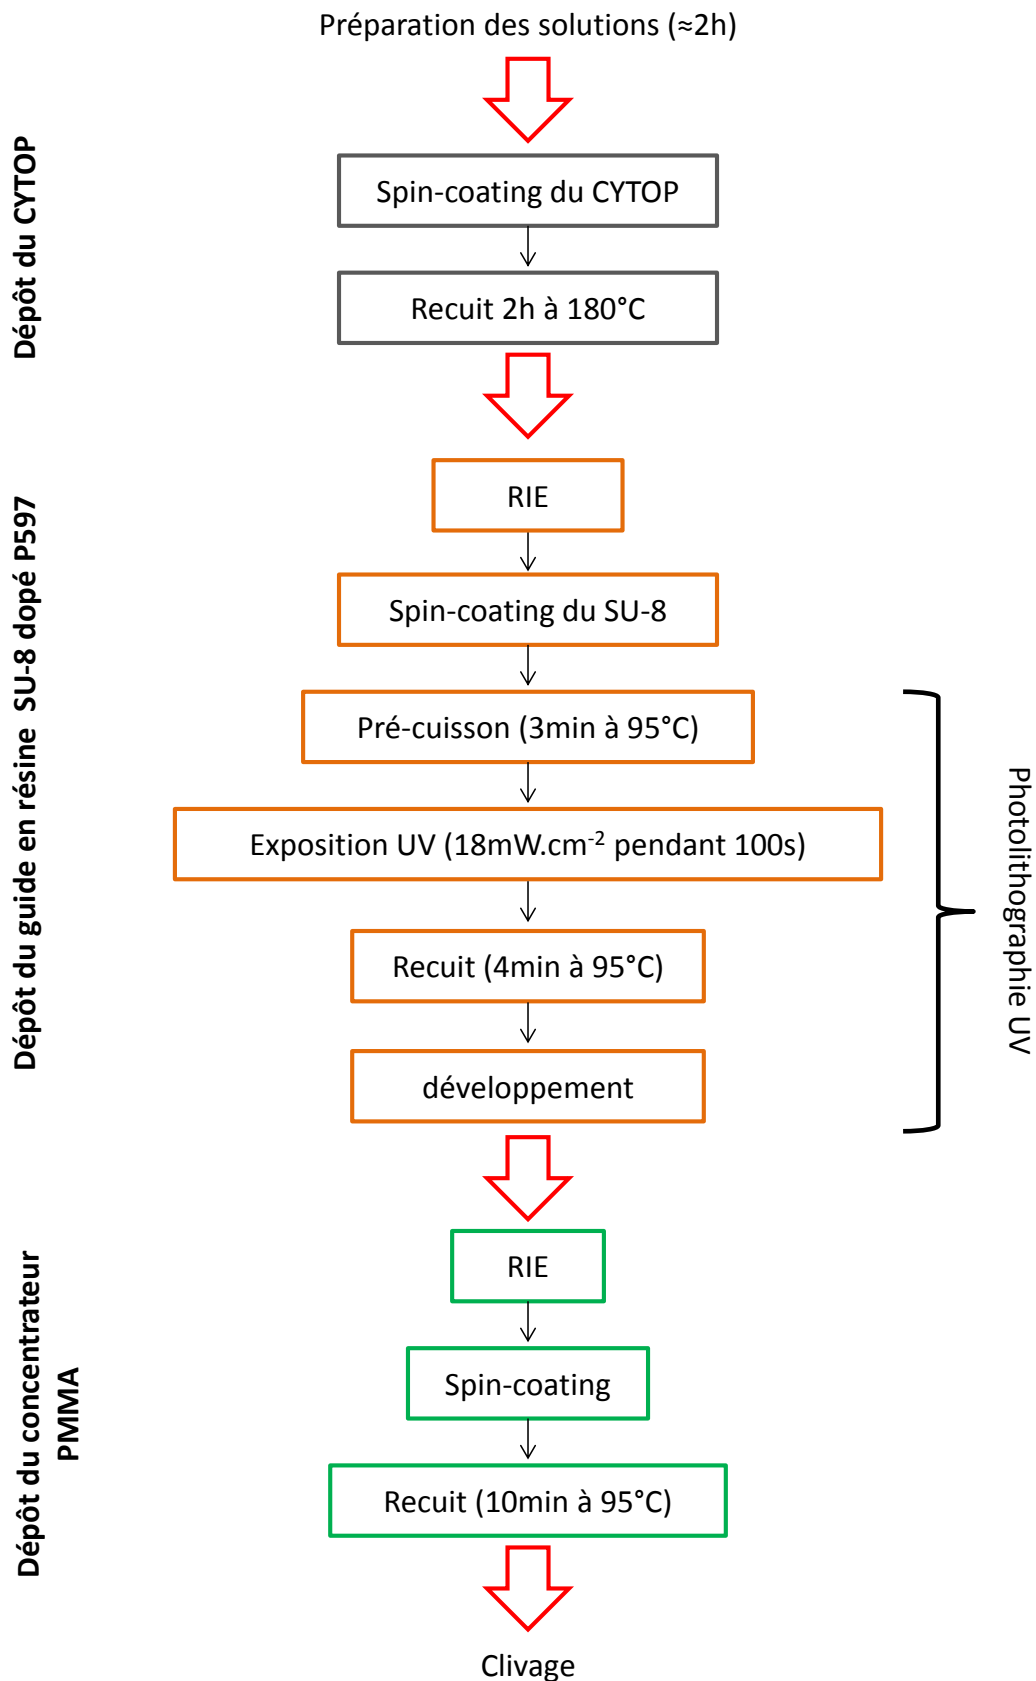 Préparation des solutions (≈2h)
Dépôt du CYTOP
Spin-coating du CYTOP
Recuit 2h à 180°C
Dépôt du guide en résine SU-8 dopé P597
RIE
Spin-coating du SU-8
Pré-cuisson (3min à 95°C)
Exposition UV (18mW.cm⁻² pendant 100s)
Recuit (4min à 95°C)
développement
Photolithographie UV
Dépôt du concentrateur
PMMA
RIE
Spin-coating
Recuit (10min à 95°C)
Clivage